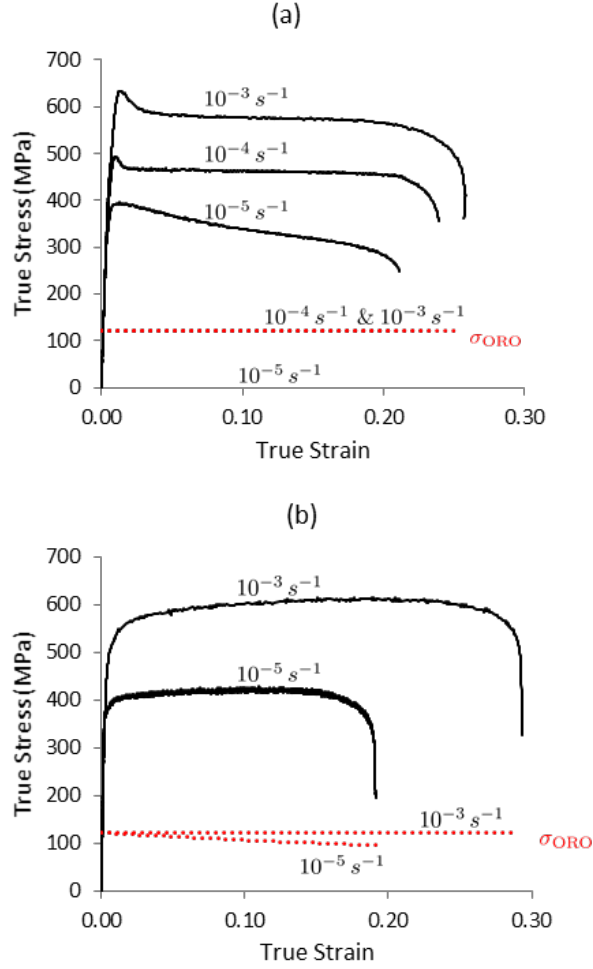 (a)
700
600
500
400
300
200
100
0
True Stress (MPa)
10⁻³ s⁻¹
10⁻⁴ s⁻¹
10⁻⁵ s⁻¹
10⁻⁴ s⁻¹ & 10⁻³ s⁻¹
σ_ORO
10⁻⁵ s⁻¹
0.00 0.10 0.20 0.30
True Strain
(b)
700
600
500
400
300
200
100
0
True Stress (MPa)
10⁻³ s⁻¹
10⁻⁵ s⁻¹
10⁻³ s⁻¹
σ_ORO
10⁻⁵ s⁻¹
0.00 0.10 0.20 0.30
True Strain